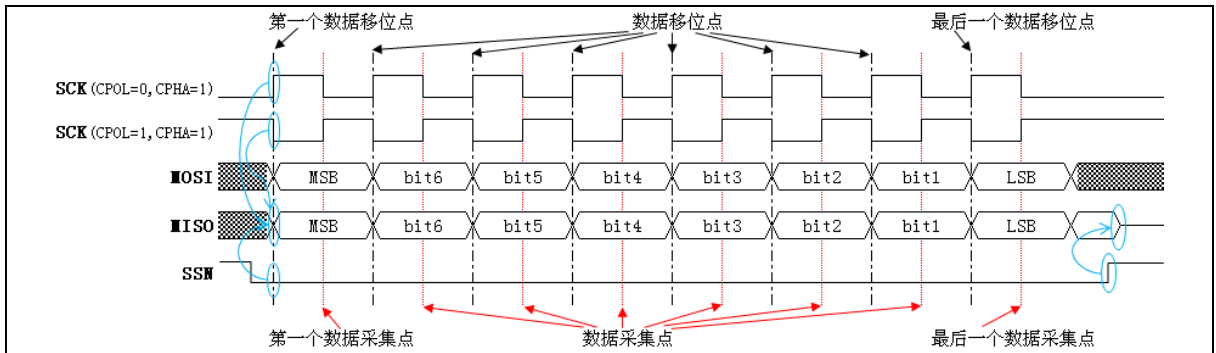 第一个数据移位点 数据移位点 最后一个数据移位点
SCK(CPOL=0,CPHA=1)
SCK(CPOL=1,CPHA=1)
MOSI MSB bit6 bit5 bit4 bit3 bit2 bit1 LSB
MISO MSB bit6 bit5 bit4 bit3 bit2 bit1 LSB
SSN
第一个数据采集点 数据采集点 最后一个数据采集点